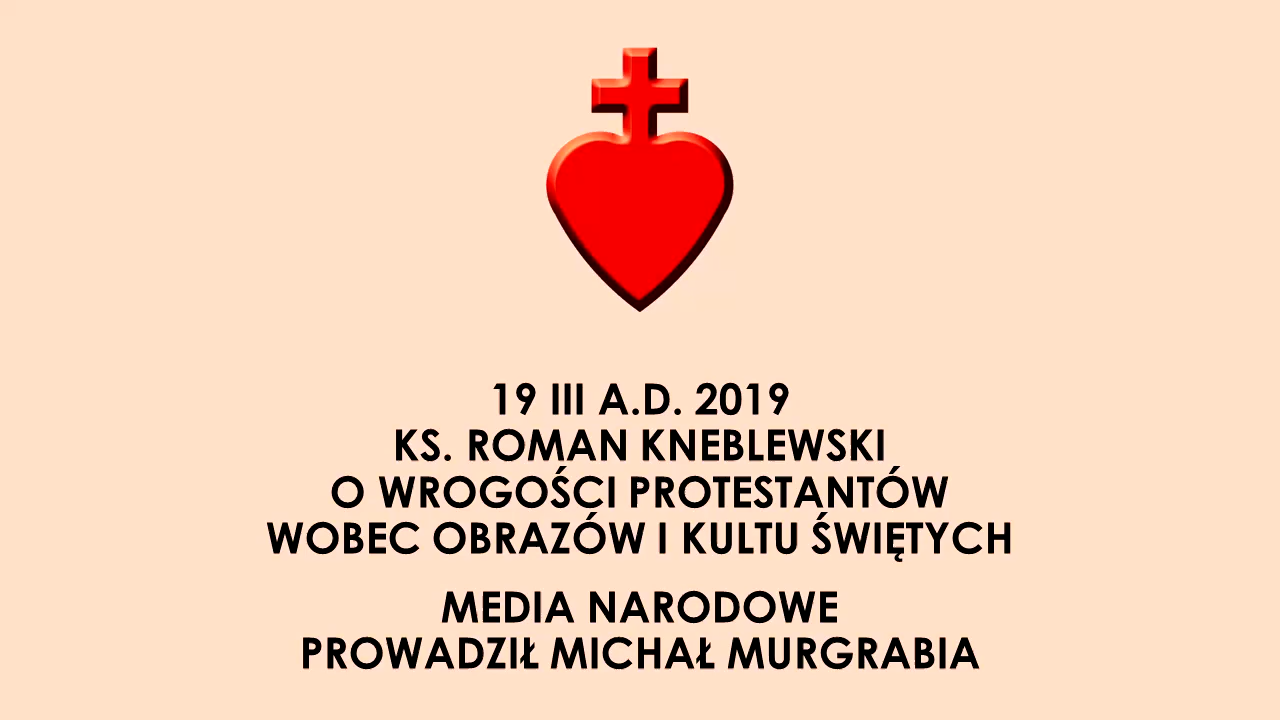 19 III A.D. 2019
KS. ROMAN KNEBLEWSKI
O WROGOŚCI PROTESTANTÓW
WOBEC OBRAZÓW I KULTU ŚWIĘTYCH
MEDIA NARODOWE
PROWADZIŁ MICHAŁ MURGRABIA